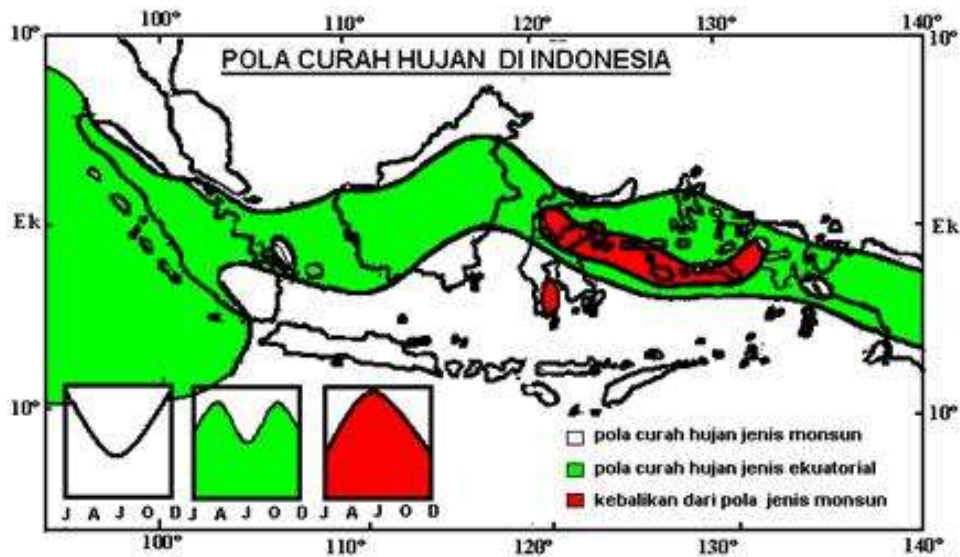 100° 110° 120° 130° 140°
10° 10°
POLA CURAH HUJAN DI INDONESIA
Ek Ek
10° 10°
J A J O D J A J O D J A J O D
pola curah hujan jenis monsun
pola curah hujan jenis ekuatorial
kebalikan dari pola jenis monsun
100° 110° 120° 130° 140°